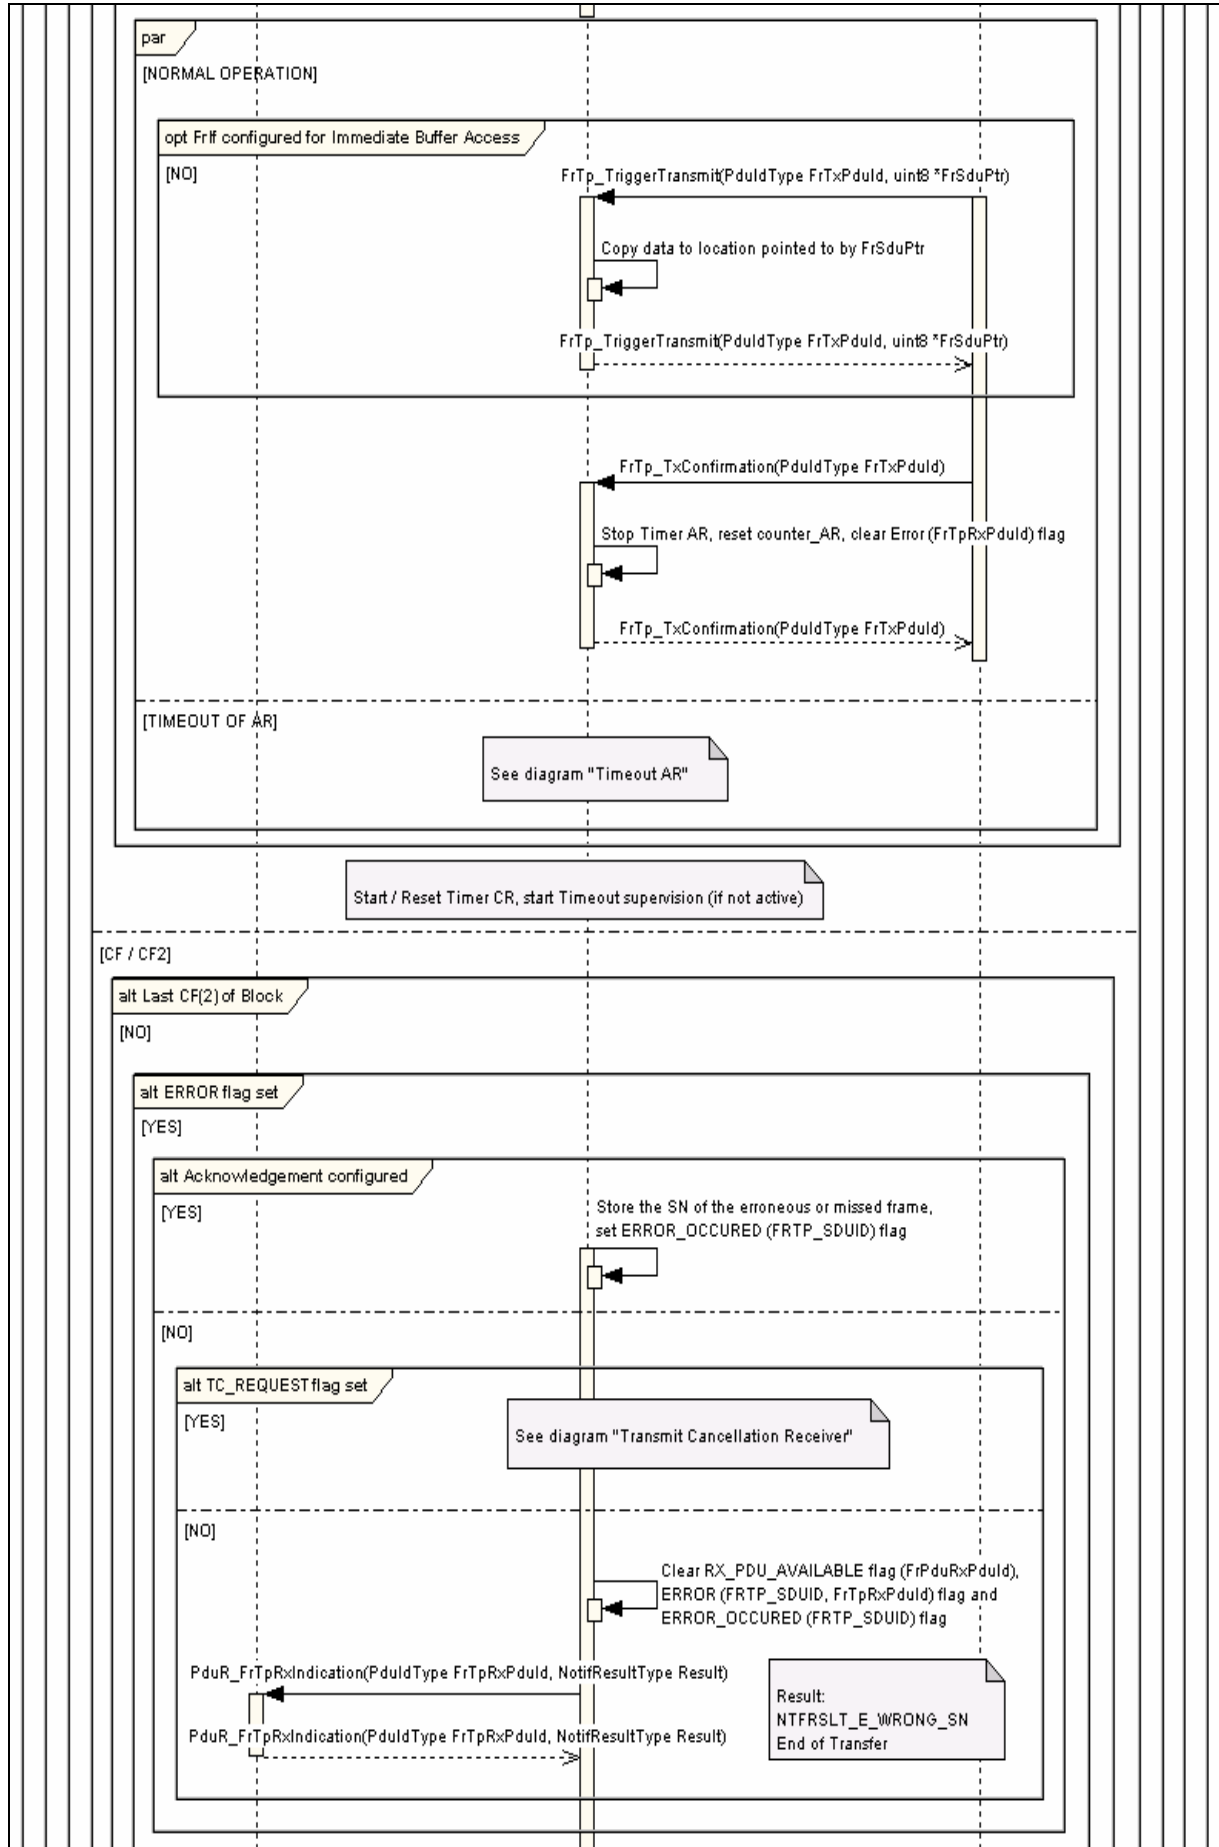 par
[NORMAL OPERATION]
opt FrIf configured for Immediate Buffer Access
[NO]
FrTp_TriggerTransmit(PduIdType FrTxPduId, uint8 *FrSduPtr)
Copy data to location pointed to by FrSduPtr
FrTp_TriggerTransmit(PduIdType FrTxPduId, uint8 *FrSduPtr)
FrTp_TxConfirmation(PduIdType FrTxPduId)
Stop Timer AR, reset counter_AR, clear Error (FrTpRxPduId) flag
FrTp_TxConfirmation(PduIdType FrTxPduId)
[TIMEOUT OF AR]
See diagram "Timeout AR"
Start / Reset Timer CR, start Timeout supervision (if not active)
[CF / CF2]
alt Last CF(2) of Block
[NO]
alt ERROR flag set
[YES]
alt Acknowledgement configured
[YES]
Store the SN of the erroneous or missed frame,
set ERROR_OCCURED (FRTP_SDUID) flag
[NO]
alt TC_REQUEST flag set
[YES]
See diagram "Transmit Cancellation Receiver"
[NO]
Clear RX_PDU_AVAILABLE flag (FrPduRxPduId),
ERROR (FRTP_SDUID, FrTpRxPduId) flag and
ERROR_OCCURED (FRTP_SDUID) flag
PduR_FrTpRxIndication(PduIdType FrTpRxPduId, NotifResultType Result)
Result:
NTFRSLT_E_WRONG_SN
End of Transfer
PduR_FrTpRxIndication(PduIdType FrTpRxPduId, NotifResultType Result)